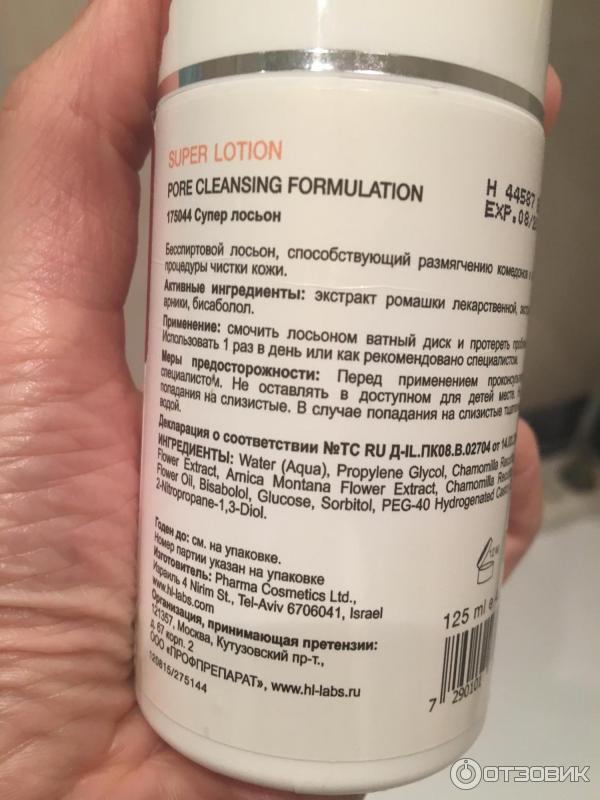 SUPER LOTION
PORE CLEANSING FORMULATION
175044 Супер лосьон
H 44587
EXP.08/
Беспиртовой лосьон, способствующий размягчению комедонов и
процедуры чистки кожи.
Активные ингредиенты: экстракт ромашки лекарственной,
арники, бисаболол.
Применение: смочить лосьоном ватный диск и протереть
Использовать 1 раз в день или как рекомендовано специалистом.
Меры предосторожности: Перед применением
специалистом. Не оставлять в доступном для детей месте.
попадания на слизистые. В случае попадания на слизистые
водой.
Декларация о соответствии №ТС RU Д-IL.ПК08.В.02704 от
ИНГРЕДИЕНТЫ: Water (Aqua), Propylene Glycol, Chamomilla
Flower Extract, Arnica Montana Flower Extract, Chamomilla
Flower Oil, Bisabolol, Glucose, Sorbitol, PEG-40 Hydrogenated
2-Nitropropane-1,3-Diol.
Годен до: см. на упаковке.
Номер партии указан на упаковке
Изготовитель: Pharma Cosmetics Ltd.,
Израиль 4 Nirim St., Tel-Aviv 6706041, Israel
www.hl-labs.com
Организация, принимающая претензии:
121357, Москва, Кутузовский пр-т.,
д. 67 корп. 2
ООО «ПРОФПРЕПАРАТ», www.hl-labs.ru
120815/275144
12 M
125 ml e
7 290101
ОТЗОВИК